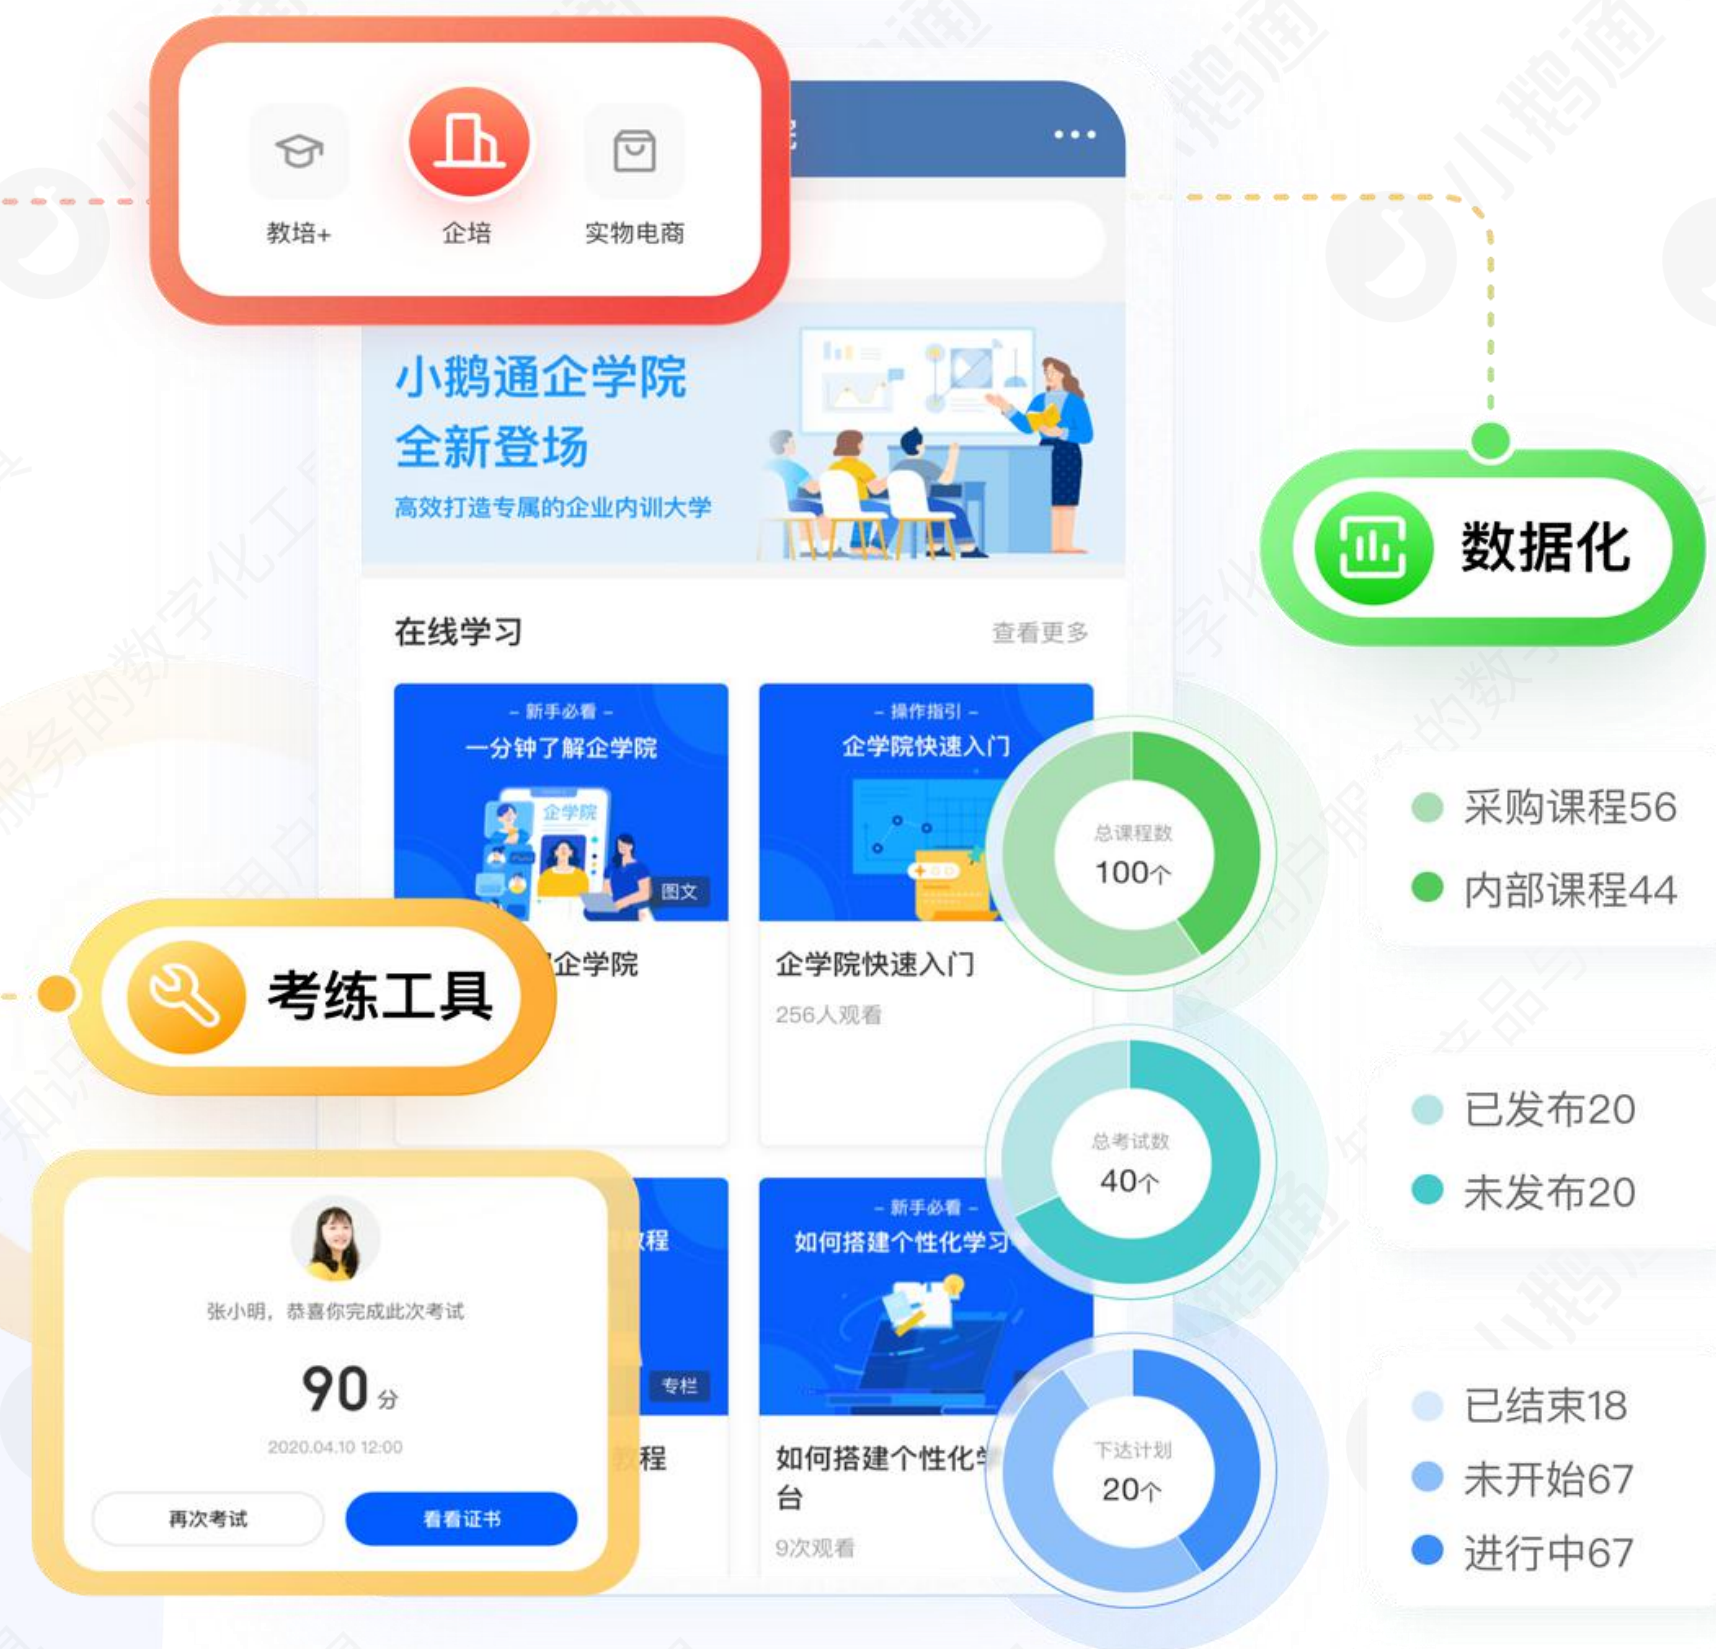 教培+
企培
实物电商
小鹅通企学院
全新登场
高效打造专属的企业内训大学
数据化
在线学习
查看更多
- 新手必看 -
一分钟了解企学院
企学院
图文
- 操作指引 -
企学院快速入门
企学院
企学院快速入门
256人观看
总课程数
100个
采购课程56
内部课程44
考练工具
总考试数
40个
已发布20
未发布20
张小明，恭喜你完成此次考试
90分
2020.04.10 12:00
再次考试
看看证书
程
专栏
程
- 新手必看 -
如何搭建个性化学习
如何搭建个性化学
台
9次观看
下达计划
20个
已结束18
未开始67
进行中67
小鹅通